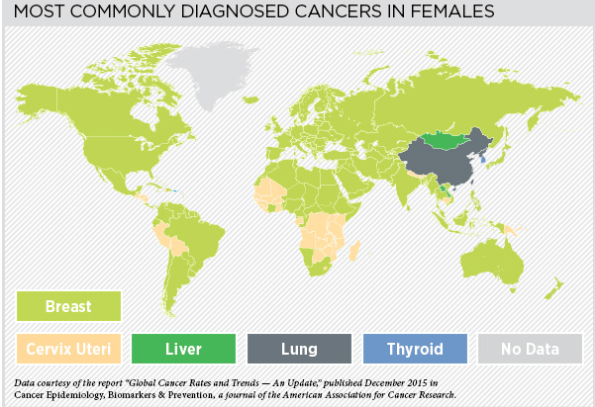 MOST COMMONLY DIAGNOSED CANCERS IN FEMALES
Breast
Cervix Uteri
Liver
Lung
Thyroid
No Data
Data courtesy of the report "Global Cancer Rates and Trends — An Update," published December 2015 in
Cancer Epidemiology, Biomarkers & Prevention, a journal of the American Association for Cancer Research.